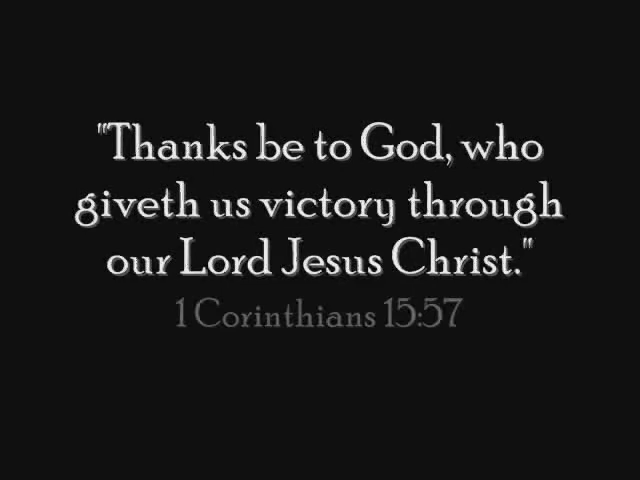 "Thanks be to God, who
giveth us victory through
our Lord Jesus Christ."
1 Corinthians 15:57